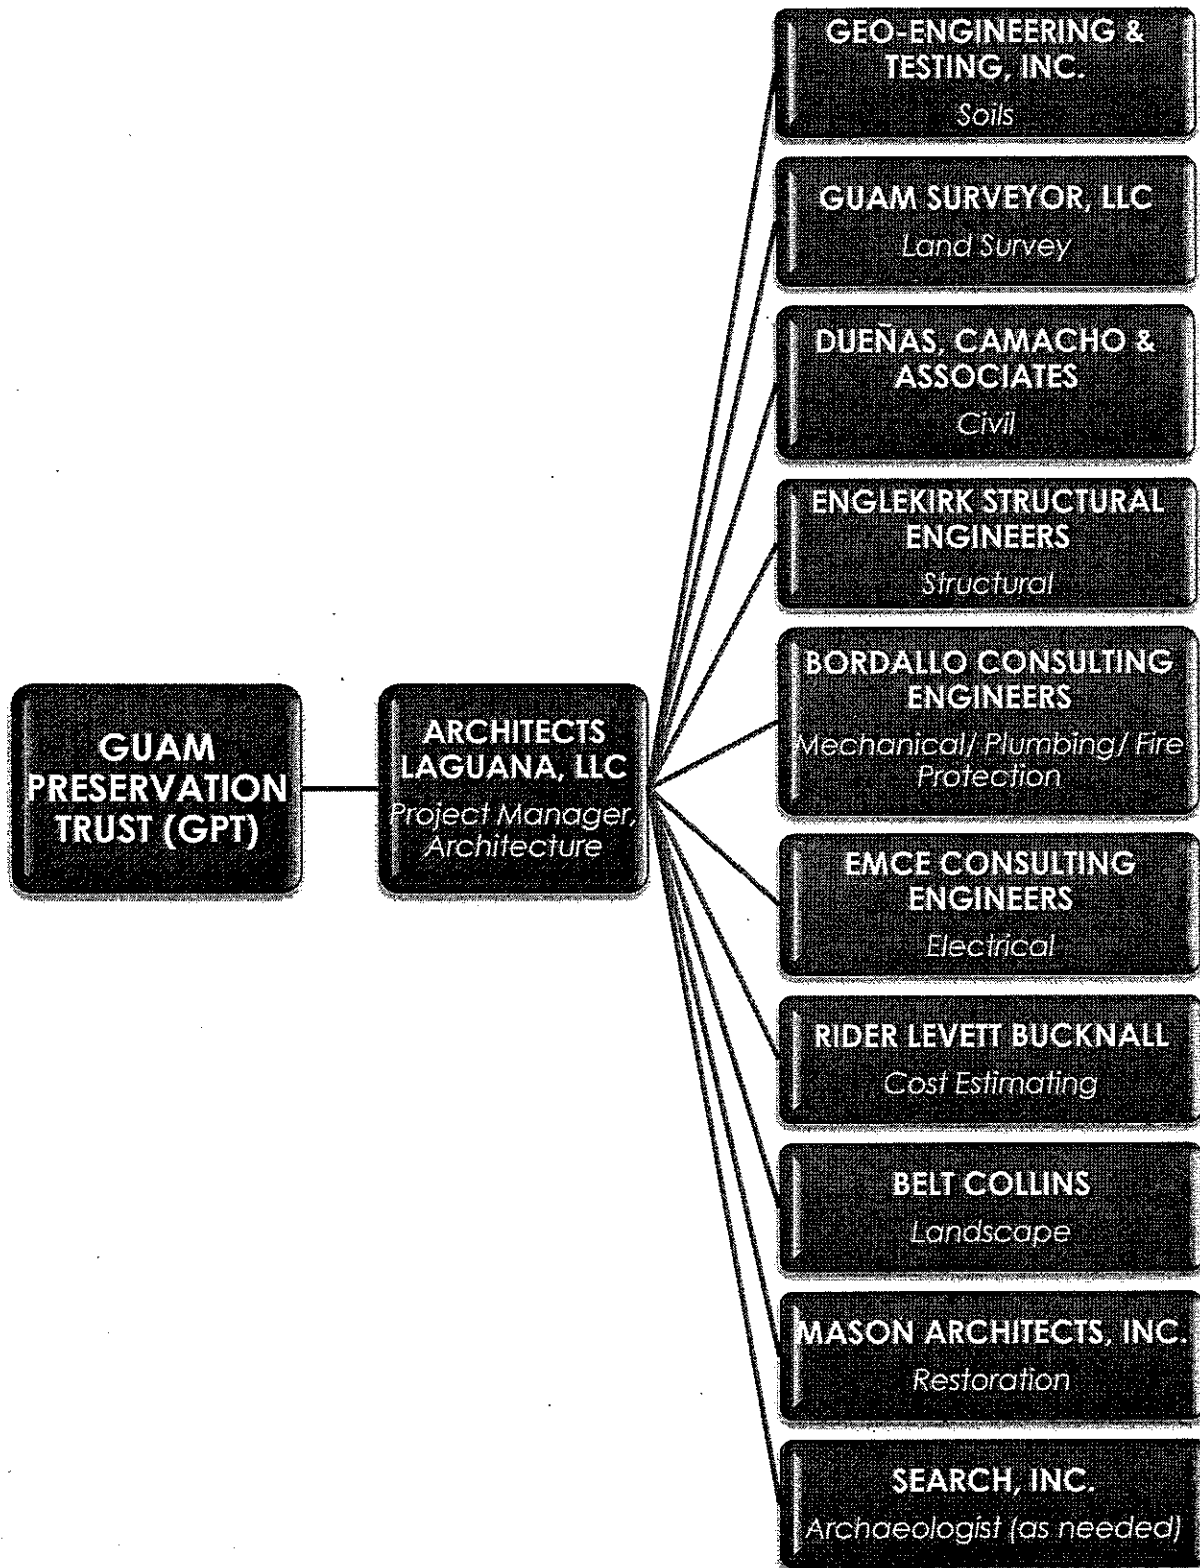 GUAM
PRESERVATION
TRUST (GPT)
ARCHITECTS
LAGUANA, LLC
Project Manager,
Architecture
GEO-ENGINEERING &
TESTING, INC.
Soils
GUAM SURVEYOR, LLC
Land Survey
DUEÑAS, CAMACHO &
ASSOCIATES
Civil
ENGLEKIRK STRUCTURAL
ENGINEERS
Structural
BORDALLO CONSULTING
ENGINEERS
Mechanical/ Plumbing/ Fire
Protection
EMCE CONSULTING
ENGINEERS
Electrical
RIDER LEVETT BUCKNALL
Cost Estimating
BELT COLLINS
Landscape
MASON ARCHITECTS, INC.
Restoration
SEARCH, INC.
Archaeologist (as needed)